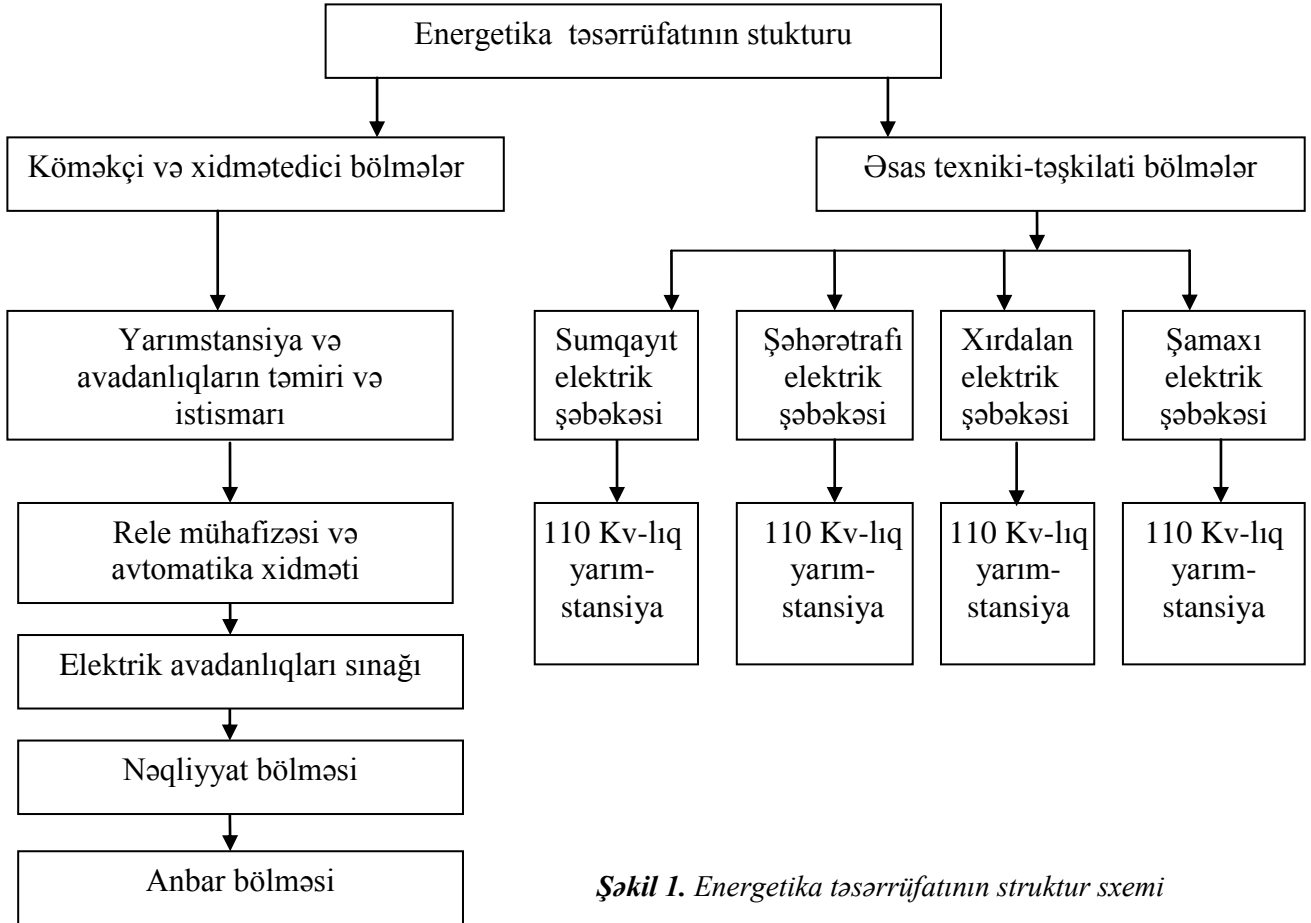 Energetika təsərrüfatının stukturu
Köməkçi və xidmətedici bölmələr
Əsas texniki-təşkilati bölmələr
Yarımstansiya və
avadanlıqların təmiri və
istismarı
Sumqayıt
elektrik
şəbəkəsi
Şəhərətrafı
elektrik
şəbəkəsi
Xırdalan
elektrik
şəbəkəsi
Şamaxı
elektrik
şəbəkəsi
Rele mühafizəsi və
avtomatika xidməti
110 Kv-lıq
yarım-
stansiya
110 Kv-lıq
yarım-
stansiya
110 Kv-lıq
yarım-
stansiya
110 Kv-lıq
yarım-
stansiya
Elektrik avadanlıqları sınağı
Nəqliyyat bölməsi
Anbar bölməsi
Şəkil 1. Energetika təsərrüfatının struktur sxemi